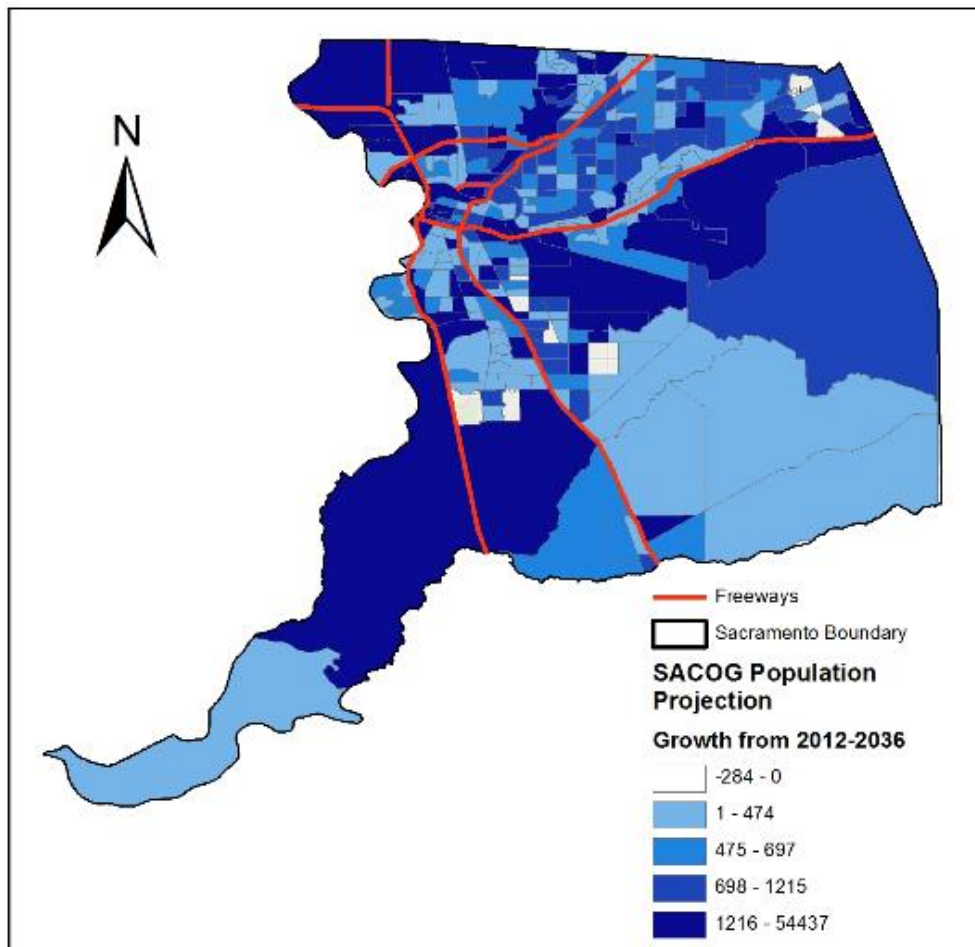 N
Freeways
Sacramento Boundary
SACOG Population
Projection
Growth from 2012-2036
-284 - 0
1 - 474
475 - 697
698 - 1215
1216 - 54437